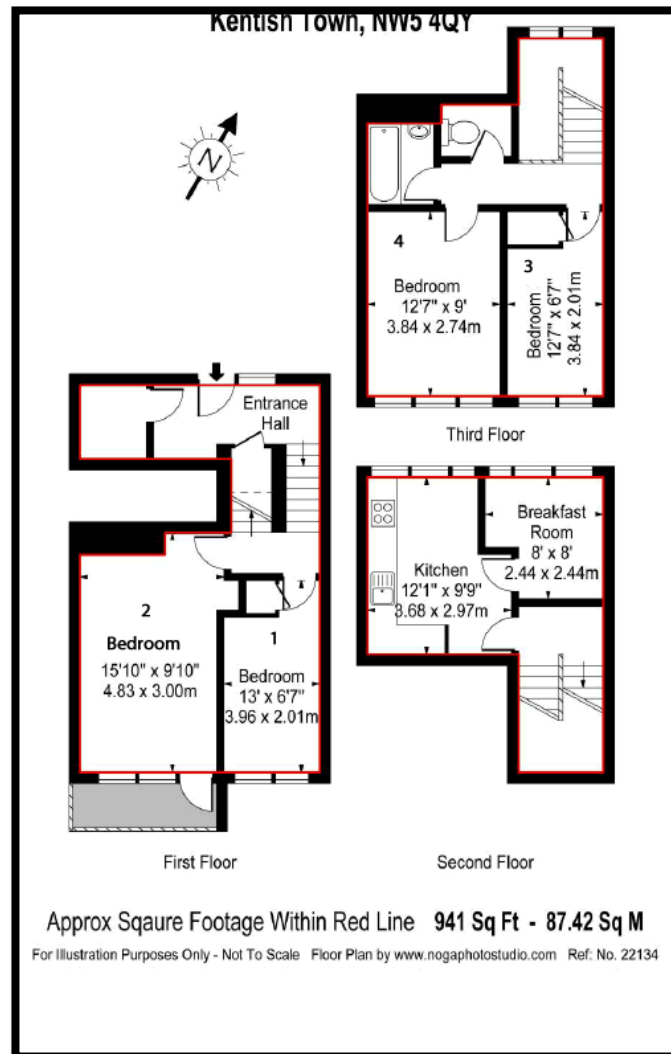 Kentish Town, NW5 4QY
N
4
Bedroom
12'7" x 9'
3.84 x 2.74m
3
Bedroom
12'7" x 6'7"
3.84 x 2.01m
Third Floor
Entrance
Hall
2
Bedroom
15'10" x 9'10"
4.83 x 3.00m
1
Bedroom
13' x 6'7"
3.96 x 2.01m
First Floor
Breakfast
Room
8' x 8'
2.44 x 2.44m
Kitchen
12'1" x 9'9"
3.68 x 2.97m
Second Floor
Approx Sqaure Footage Within Red Line 941 Sq Ft - 87.42 Sq M
For Illustration Purposes Only - Not To Scale Floor Plan by www.nogaphotostudio.com Ref: No. 22134